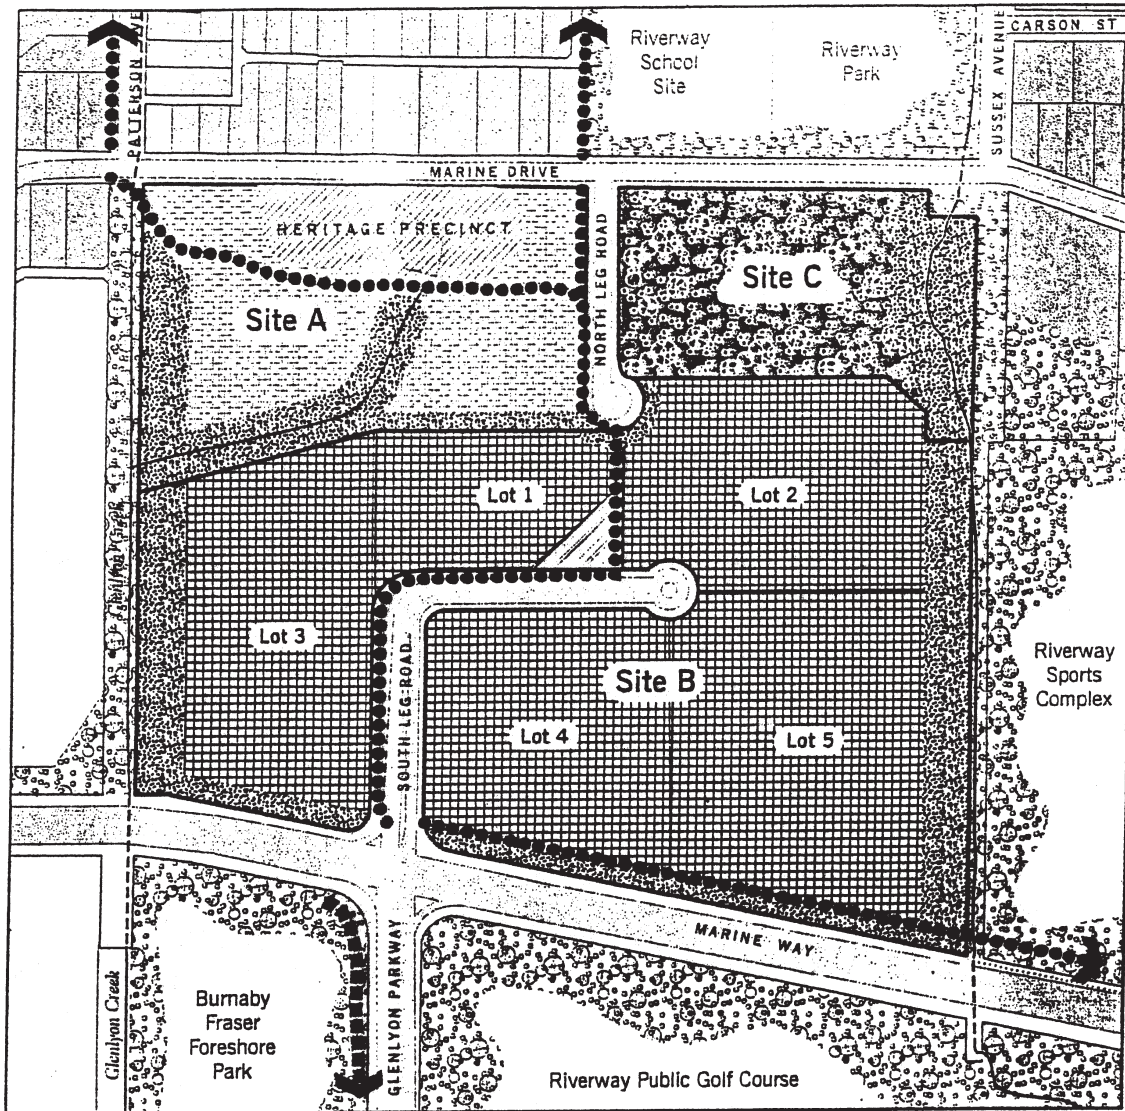 PATTERSON AVE
Riverway
School
Site
Riverway
Park
SUSSEX AVENUE
CARSON ST
MARINE DRIVE
HERITAGE PRECINCT
NORTH LEG ROAD
Site C
Site A
Lot 1
Lot 2
Lot 3
Site B
Lot 4
Lot 5
SOUTH LEG ROAD
Riverway
Sports
Complex
MARINE WAY
GLENLYON PARKWAY
Glenlyon Creek
Burnaby
Fraser
Foreshore
Park
Riverway Public Golf Course